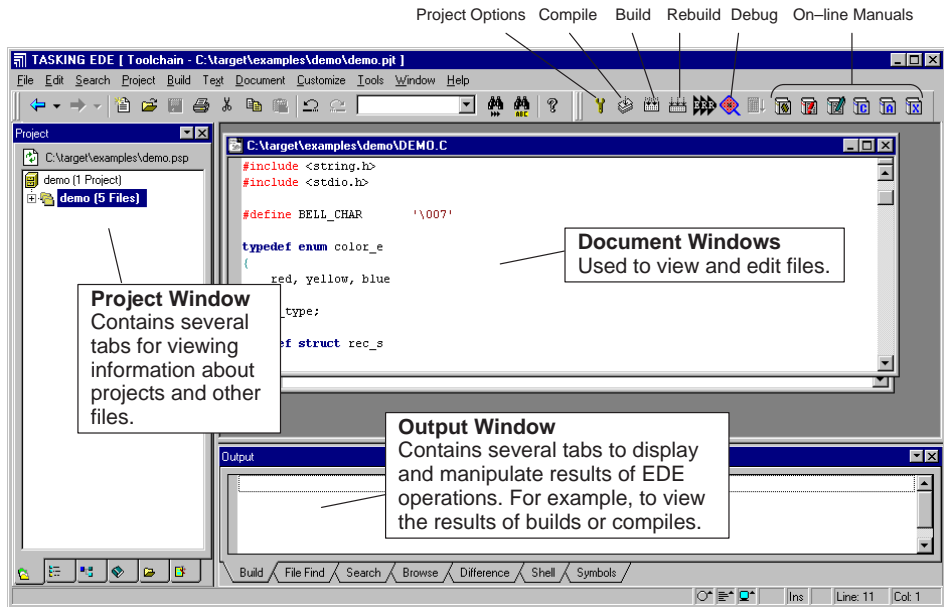 Project Options Compile Build Rebuild Debug On–line Manuals
TASKING EDE [ Toolchain - C:\target\examples\demo\demo.pjt ]
File Edit Search Project Build Text Document Customize Tools Window Help
Project
C:\target\examples\demo.psp
demo (1 Project)
demo (5 Files)
C:\target\examples\demo\DEMO.C
#include <string.h>
#include <stdio.h>
#define BELL_CHAR '\007'
typedef enum color_e
{
red, yellow, blue
_type;
ef struct rec_s
Document Windows
Used to view and edit files.
Project Window
Contains several
tabs for viewing
information about
projects and other
files.
Output Window
Contains several tabs to display
and manipulate results of EDE
operations. For example, to view
the results of builds or compiles.
Output
Build File Find Search Browse Difference Shell Symbols
Ins Line: 11 Col: 1